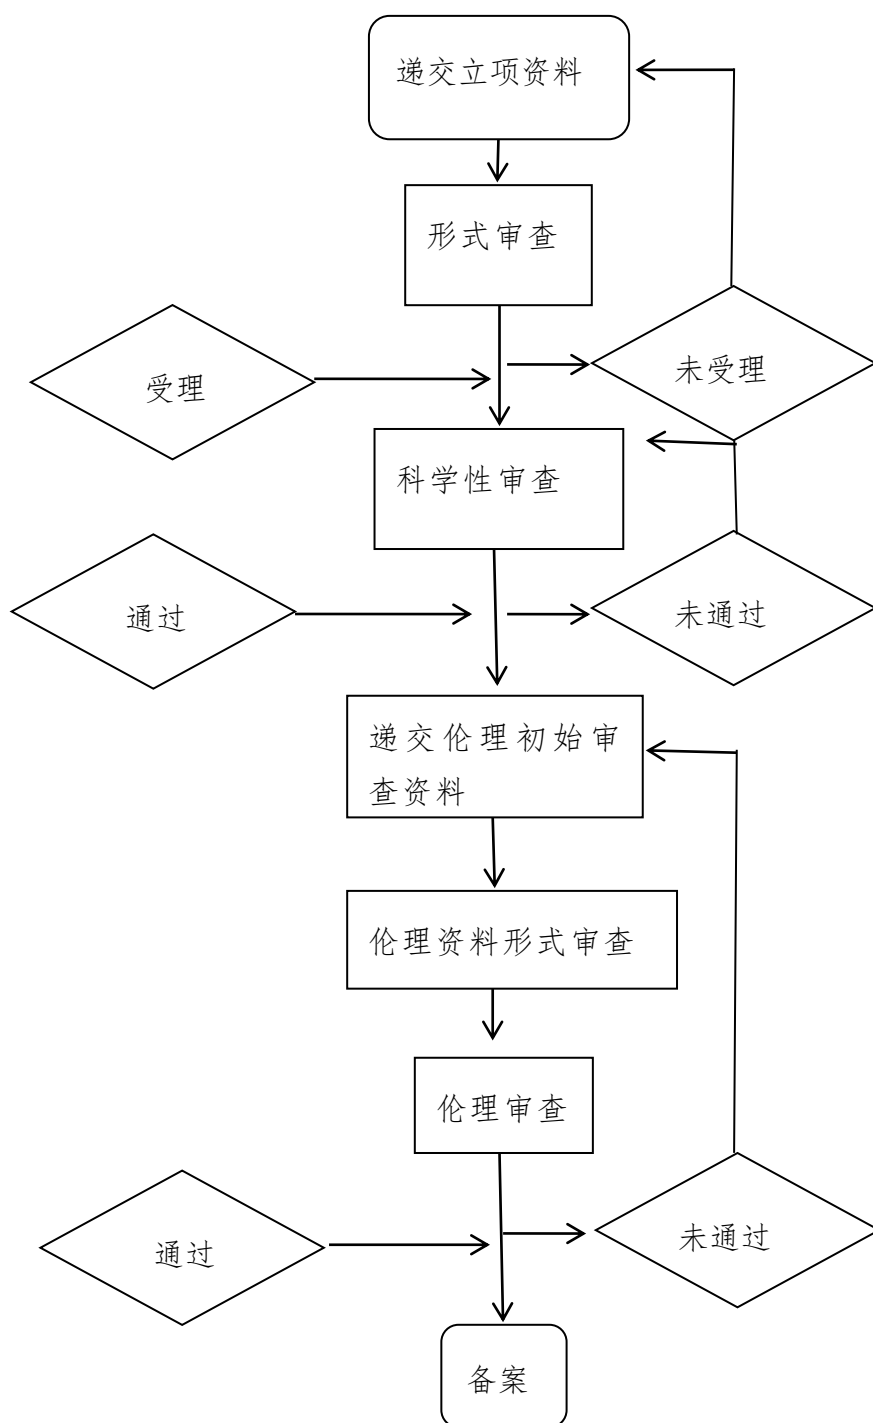 递交立项资料
形式审查
受理
未受理
科学性审查
通过
未通过
递交伦理初始审
查资料
伦理资料形式审查
伦理审查
通过
未通过
备案